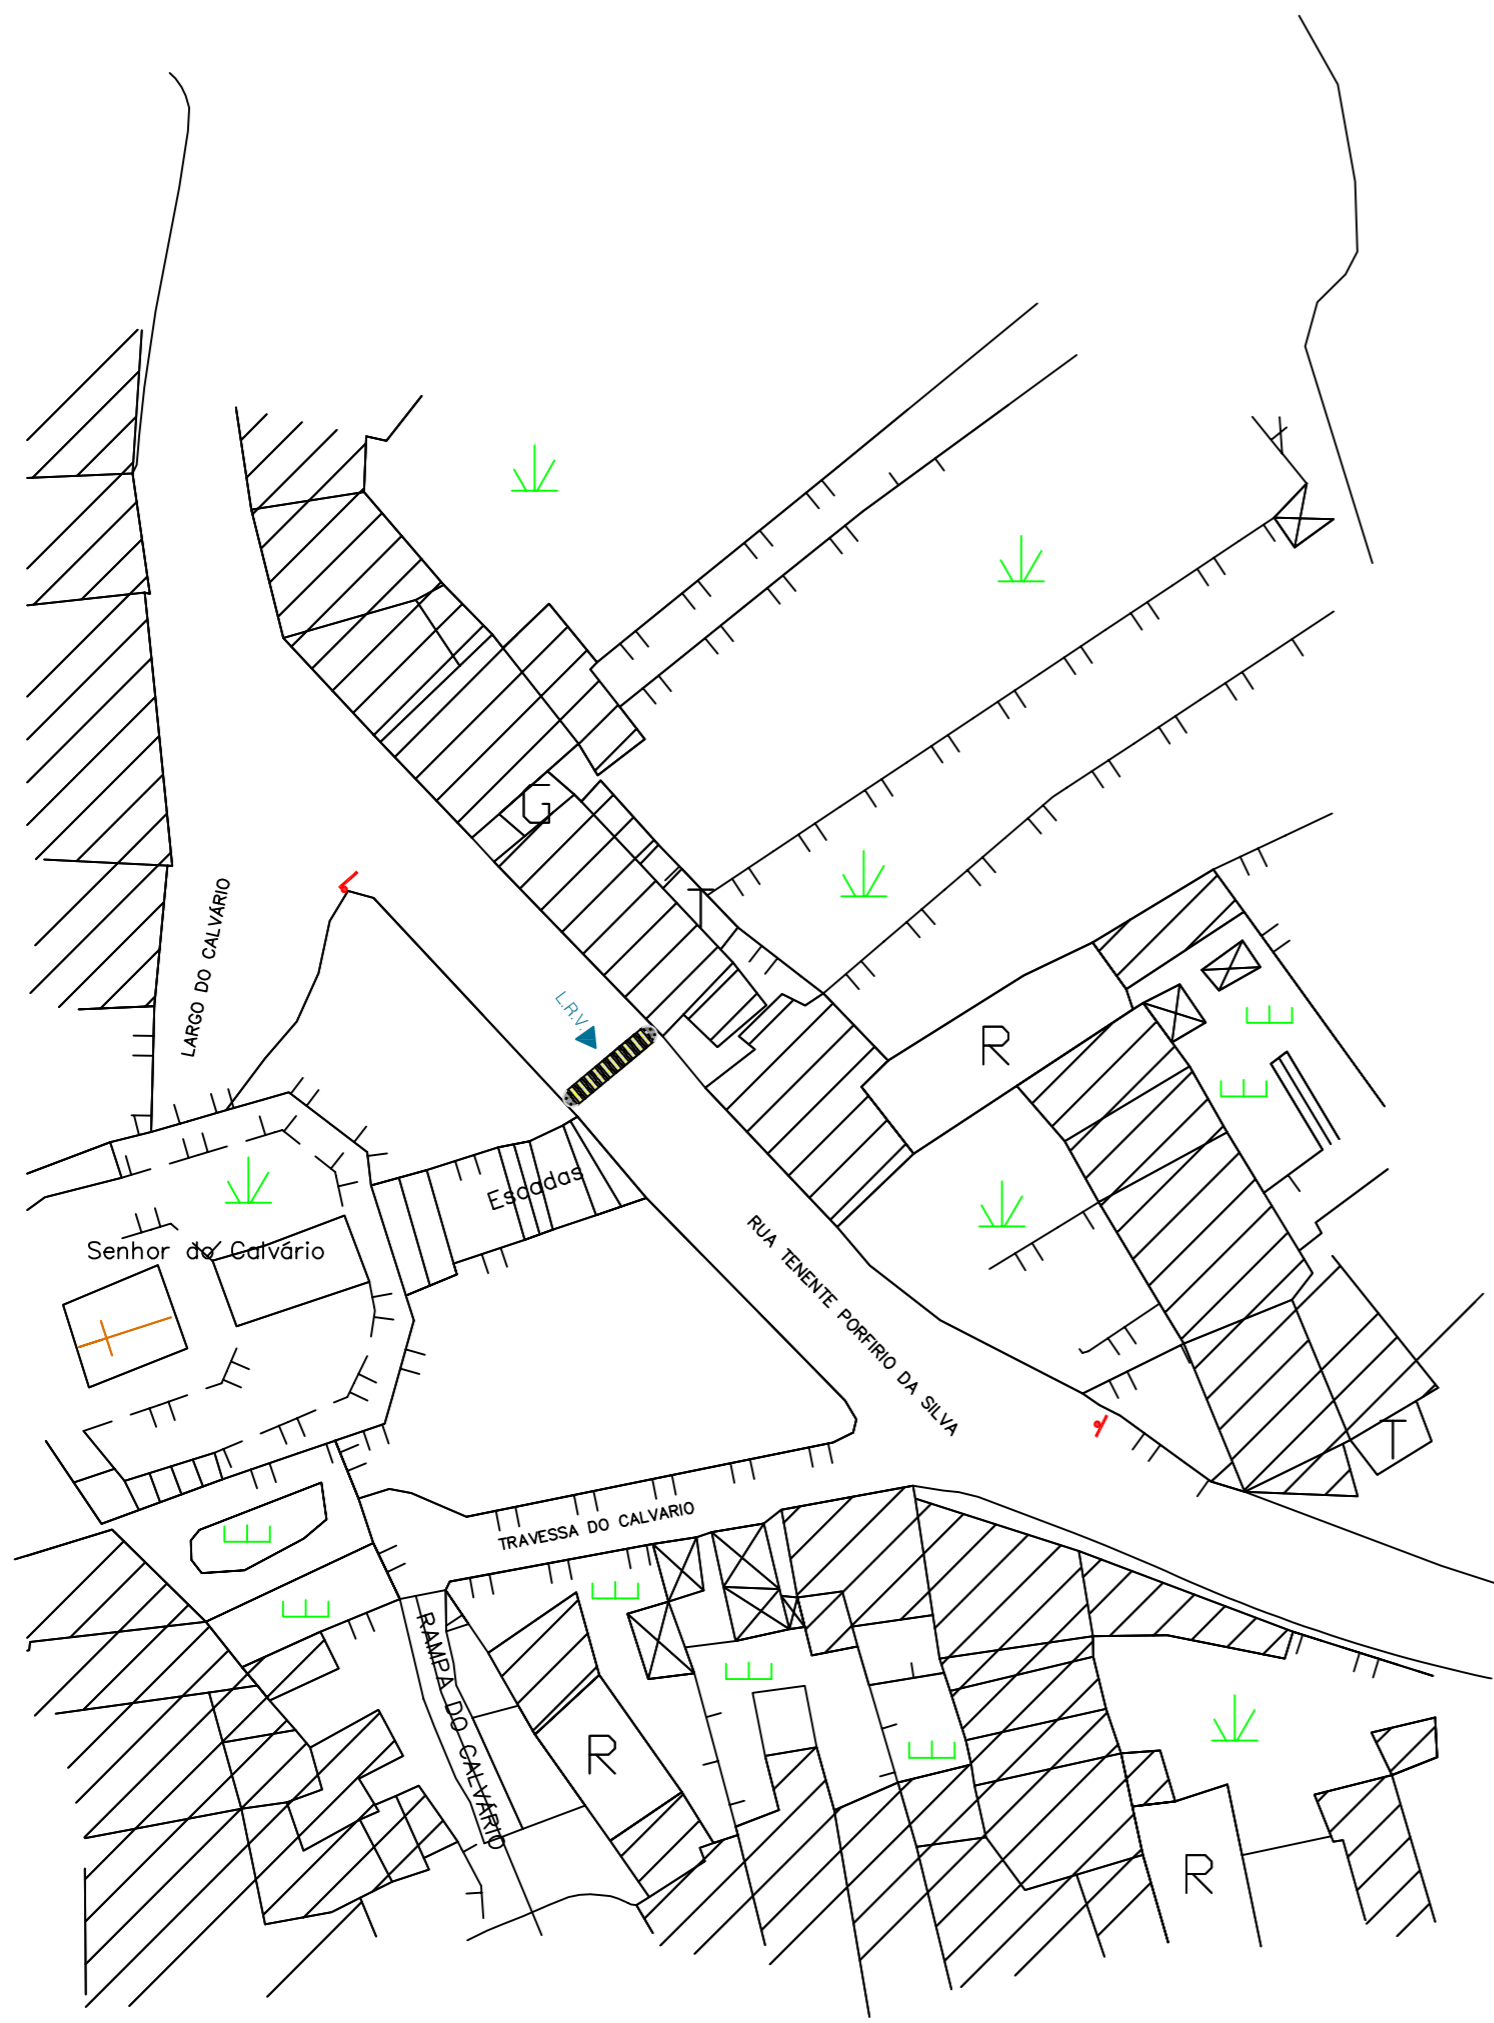 G
T
LARGO DO CALVÁRIO
L.R.V.
R
E
E
Escadas
Senhor do Calvário
RUA TENENTE PORFIRIO DA SILVA
T
TRAVESSA DO CALVARIO
E
E
E
RAMPA DO CALVÁRIO
E
R
E
R